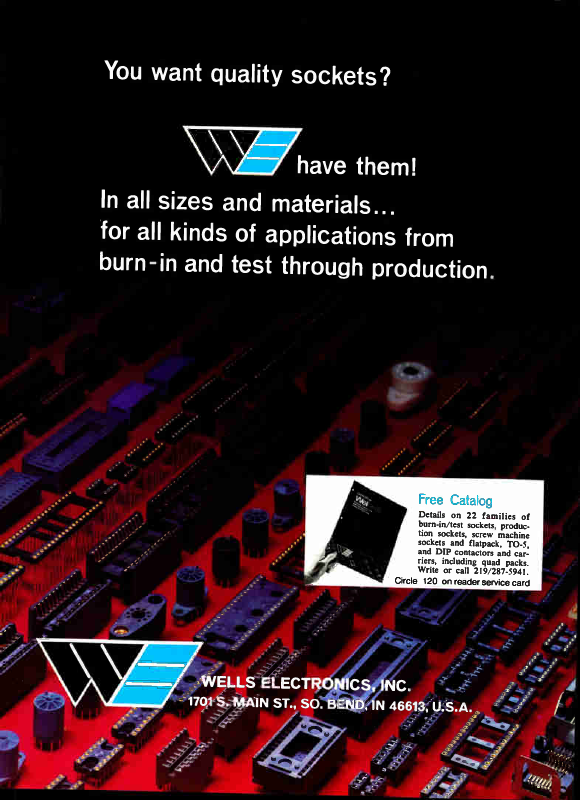 You want quality sockets?
WE have them!
In all sizes and materials...
for all kinds of applications from
burn-in and test through production.
Free Catalog
Details on 22 families of
burn-in/test sockets, produc-
tion sockets, screw machine
sockets and flatpack, TO-5,
and DIP contactors and car-
riers, including quad packs.
Write or call 219/287-5941.
Circle 120 on reader service card
WE
WELLS ELECTRONICS, INC.
1701 S. MAIN ST., SO. BEND, IN 46613, U.S.A.